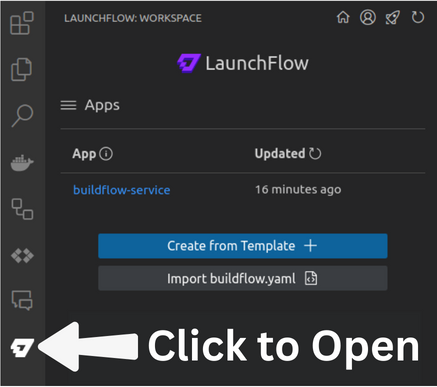 LAUNCHFLOW: WORKSPACE
LaunchFlow
Apps
App Updated
buildflow-service 16 minutes ago
Create from Template
Import buildflow.yaml
Click to Open